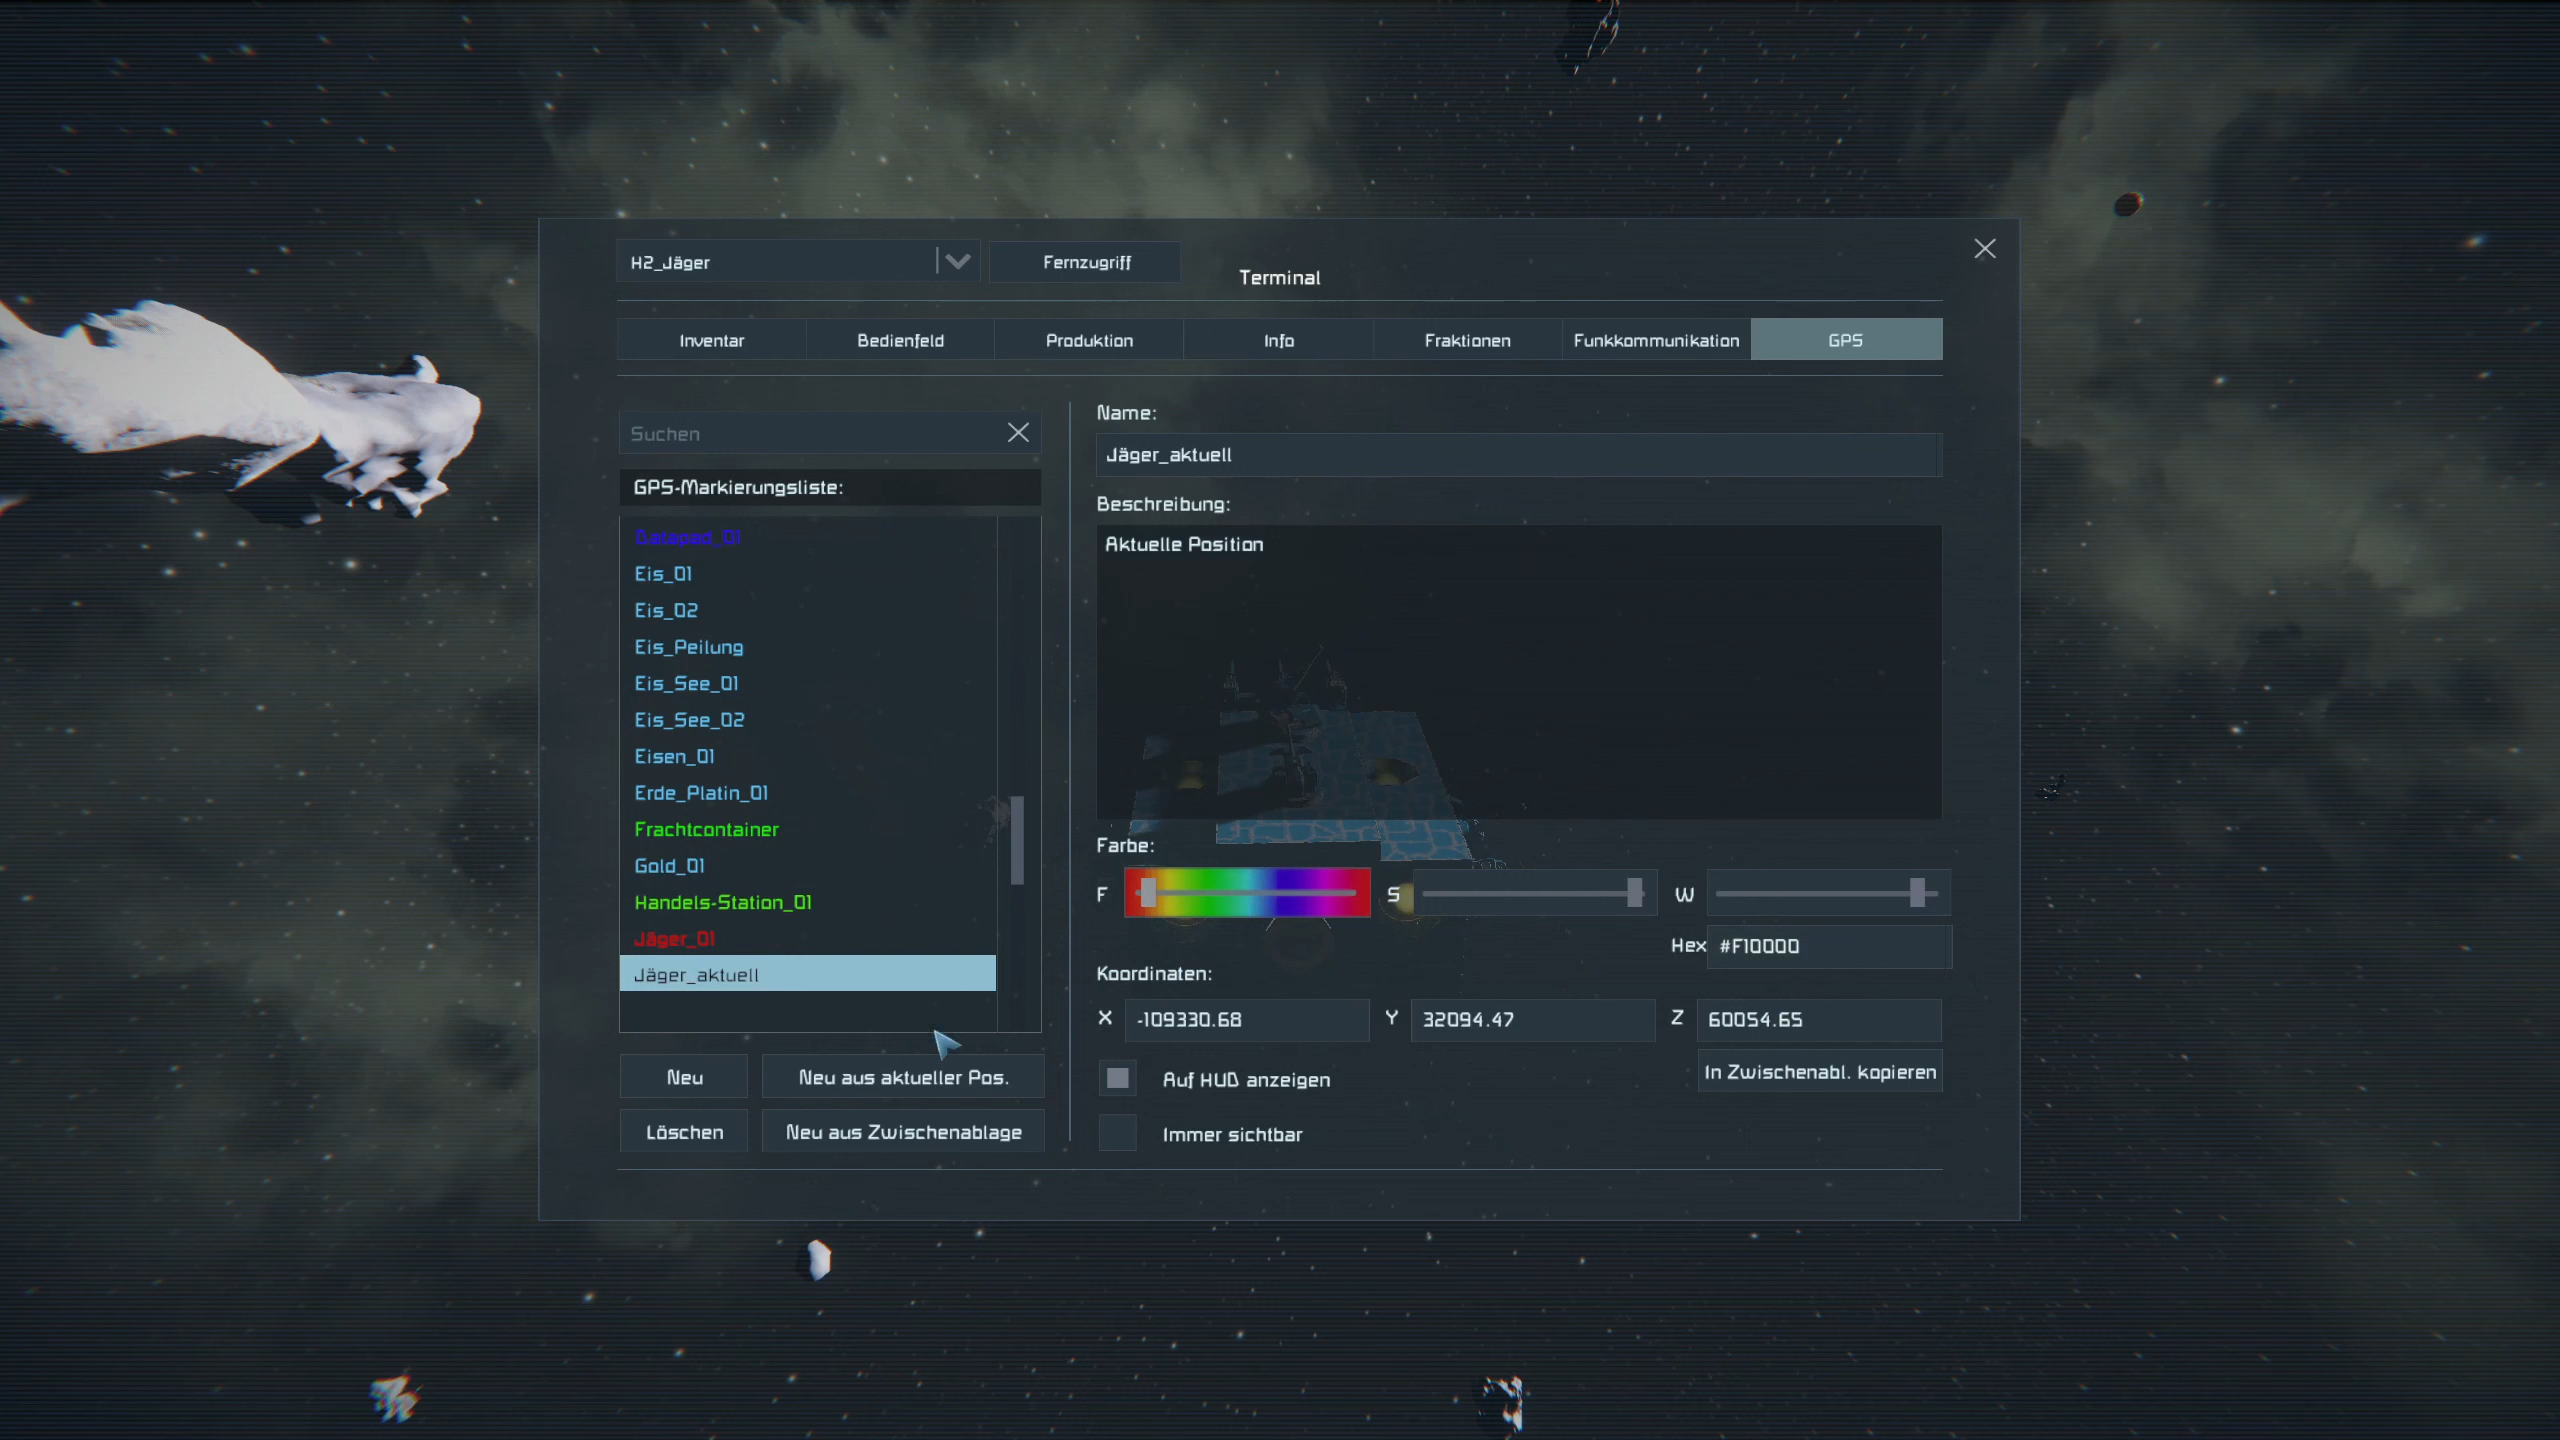 H2_Jäger
Fernzugriff
Terminal
Inventar
Bedienfeld
Produktion
Info
Fraktionen
Funkkommunikation
GPS
Suchen
GPS-Markierungsliste:
Datapad_01
Eis_01
Eis_02
Eis_Peilung
Eis_See_01
Eis_See_02
Eisen_01
Erde_Platin_01
Frachtcontainer
Gold_01
Handels-Station_01
Jäger_01
Jäger_aktuell
Neu
Neu aus aktueller Pos.
Löschen
Neu aus Zwischenablage
Name:
Jäger_aktuell
Beschreibung:
Aktuelle Position
Farbe:
F
S
W
Hex #F10000
Koordinaten:
X -109330.68 Y 32094.47 Z 60054.65
In Zwischenabl. kopieren
Auf HUD anzeigen
Immer sichtbar